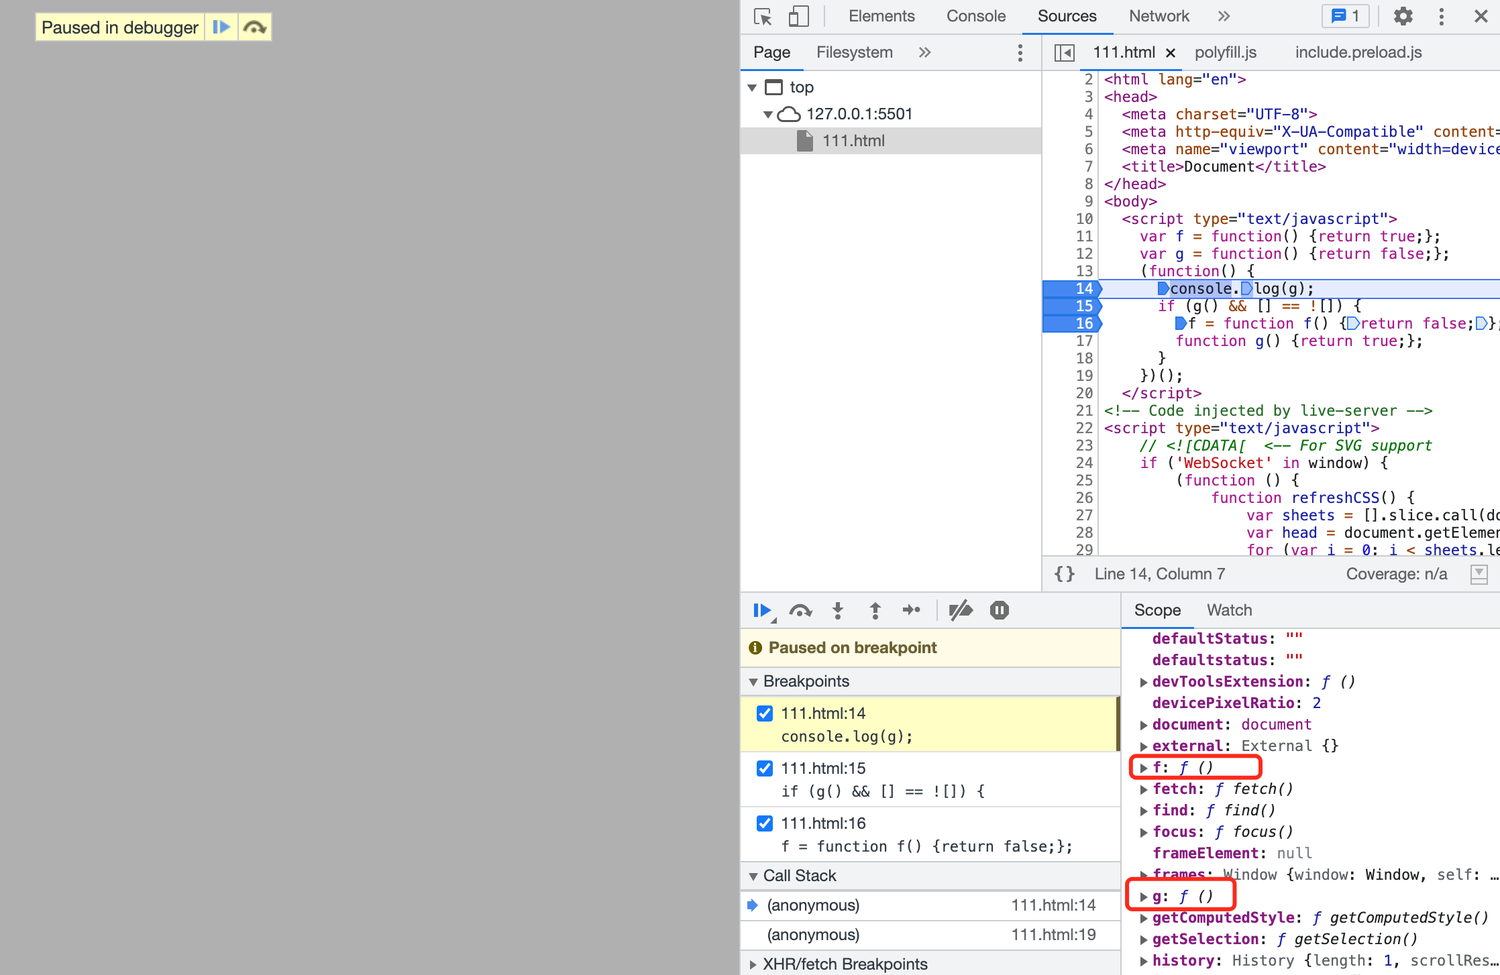 Paused in debugger
Elements Console Sources Network » 1
Page Filesystem »
111.html × polyfill.js include.preload.js
top
127.0.0.1:5501
111.html
2 <html lang="en">
3 <head>
4 <meta charset="UTF-8">
5 <meta http-equiv="X-UA-Compatible" content=
6 <meta name="viewport" content="width=device
7 <title>Document</title>
8 </head>
9 <body>
10 <script type="text/javascript">
11 var f = function() {return true;};
12 var g = function() {return false;};
13 (function() {
14 console.log(g);
15 if (g() && [] == ![]) {
16 f = function f() {return false;};
17 function g() {return true;};
18 }
19 })();
20 </script>
21 <!-- Code injected by live-server -->
22 <script type="text/javascript">
23 // <![CDATA[ <-- For SVG support
24 if ('WebSocket' in window) {
25 (function () {
26 function refreshCSS() {
27 var sheets = [].slice.call(do
28 var head = document.getElemen
29 for (var i = 0; i < sheets.le
{} Line 14, Column 7 Coverage: n/a
Paused on breakpoint
Breakpoints
111.html:14
console.log(g);
111.html:15
if (g() && [] == ![]) {
111.html:16
f = function f() {return false;};
Call Stack
(anonymous) 111.html:14
(anonymous) 111.html:19
XHR/fetch Breakpoints
Scope Watch
defaultStatus: ""
defaultstatus: ""
devToolsExtension: ƒ ()
devicePixelRatio: 2
document: document
external: External {}
f: ƒ ()
fetch: ƒ fetch()
find: ƒ find()
focus: ƒ focus()
frameElement: null
frames: Window {window: Window, self: …
g: ƒ ()
getComputedStyle: ƒ getComputedStyle()
getSelection: ƒ getSelection()
history: History {length: 1, scrollRes…